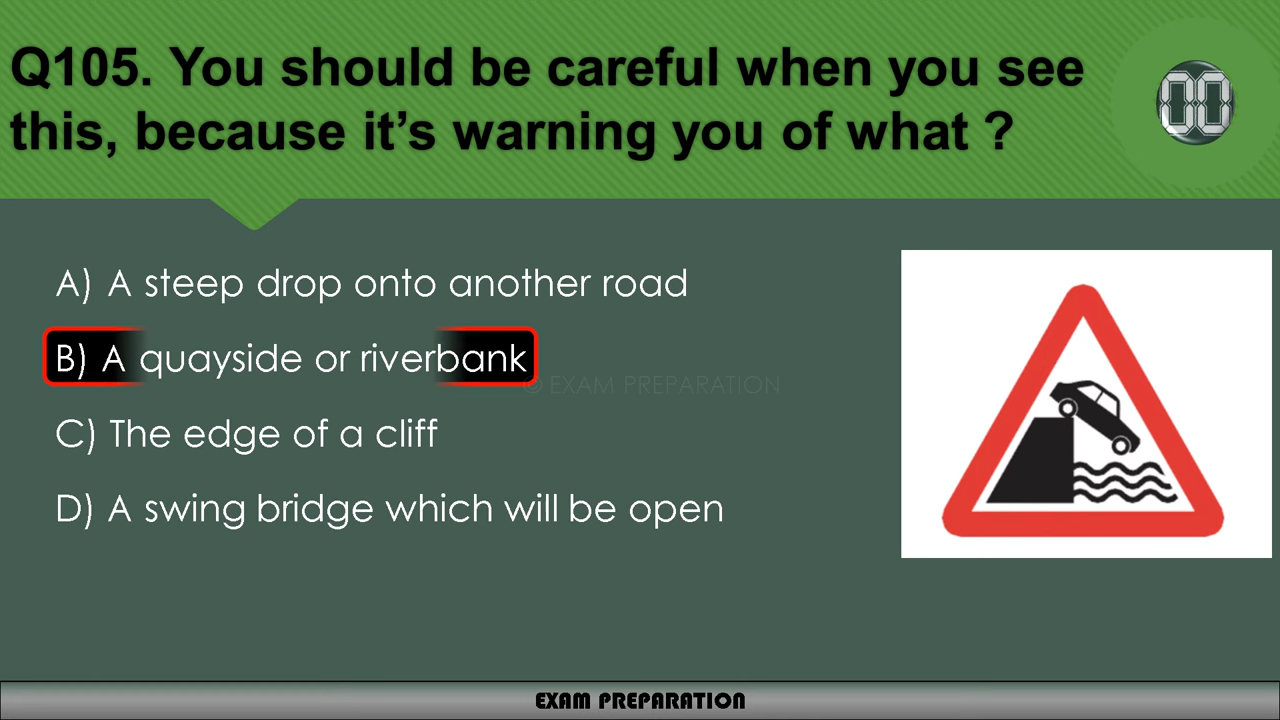 Q105. You should be careful when you see
this, because it’s warning you of what ?
00
A) A steep drop onto another road
B) A quayside or riverbank
© EXAM PREPARATION
C) The edge of a cliff
D) A swing bridge which will be open
EXAM PREPARATION